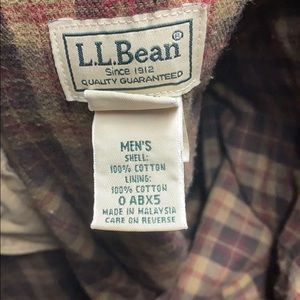 L.L.Bean®
Since 1912
QUALITY GUARANTEED
MEN'S
SHELL:
100% COTTON
LINING:
100% COTTON
0 ABX5
MADE IN MALAYSIA
CARE ON REVERSE